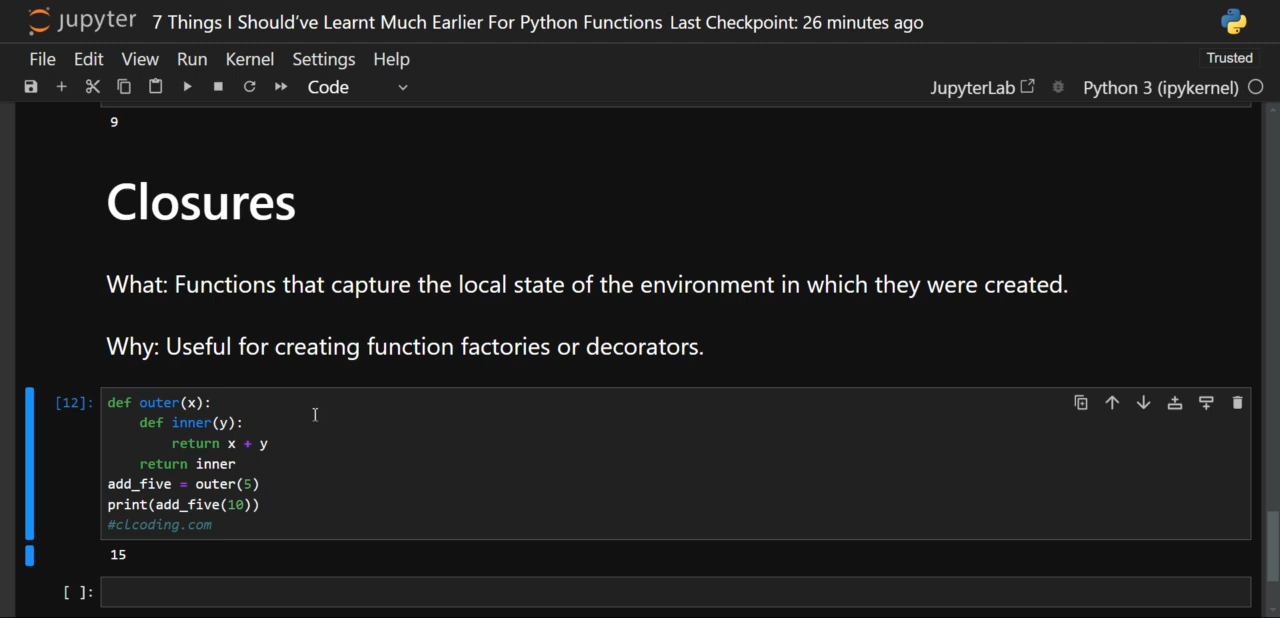 jupyter 7 Things I Should've Learnt Much Earlier For Python Functions Last Checkpoint: 26 minutes ago
File Edit View Run Kernel Settings Help Trusted
Code JupyterLab Python 3 (ipykernel)
9
Closures
What: Functions that capture the local state of the environment in which they were created.
Why: Useful for creating function factories or decorators.
[12]: def outer(x):
    def inner(y):
        return x + y
    return inner
add_five = outer(5)
print(add_five(10))
#clcoding.com
15
[ ]: